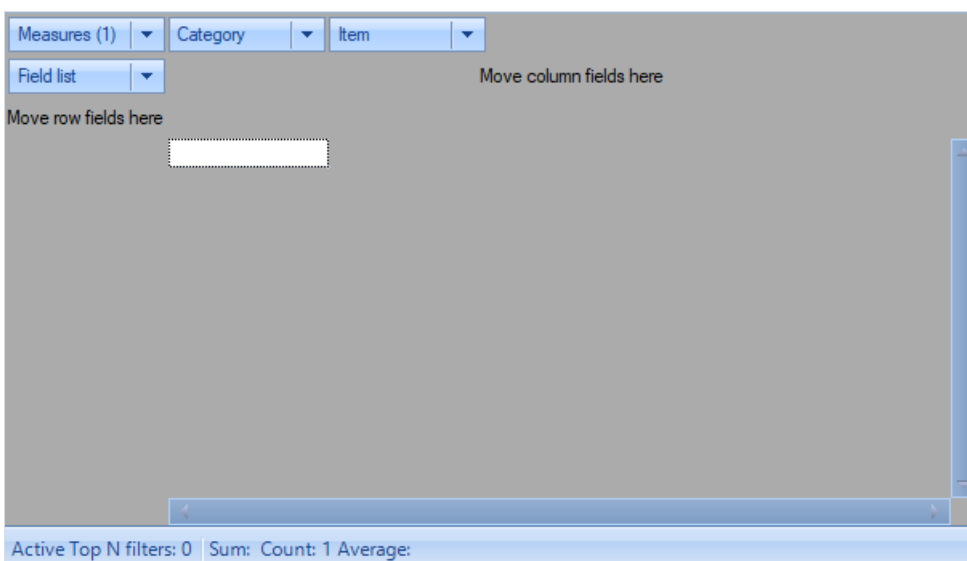 Measures (1) Category Item
Field list Move column fields here
Move row fields here
Active Top N filters: 0 Sum: Count: 1 Average: